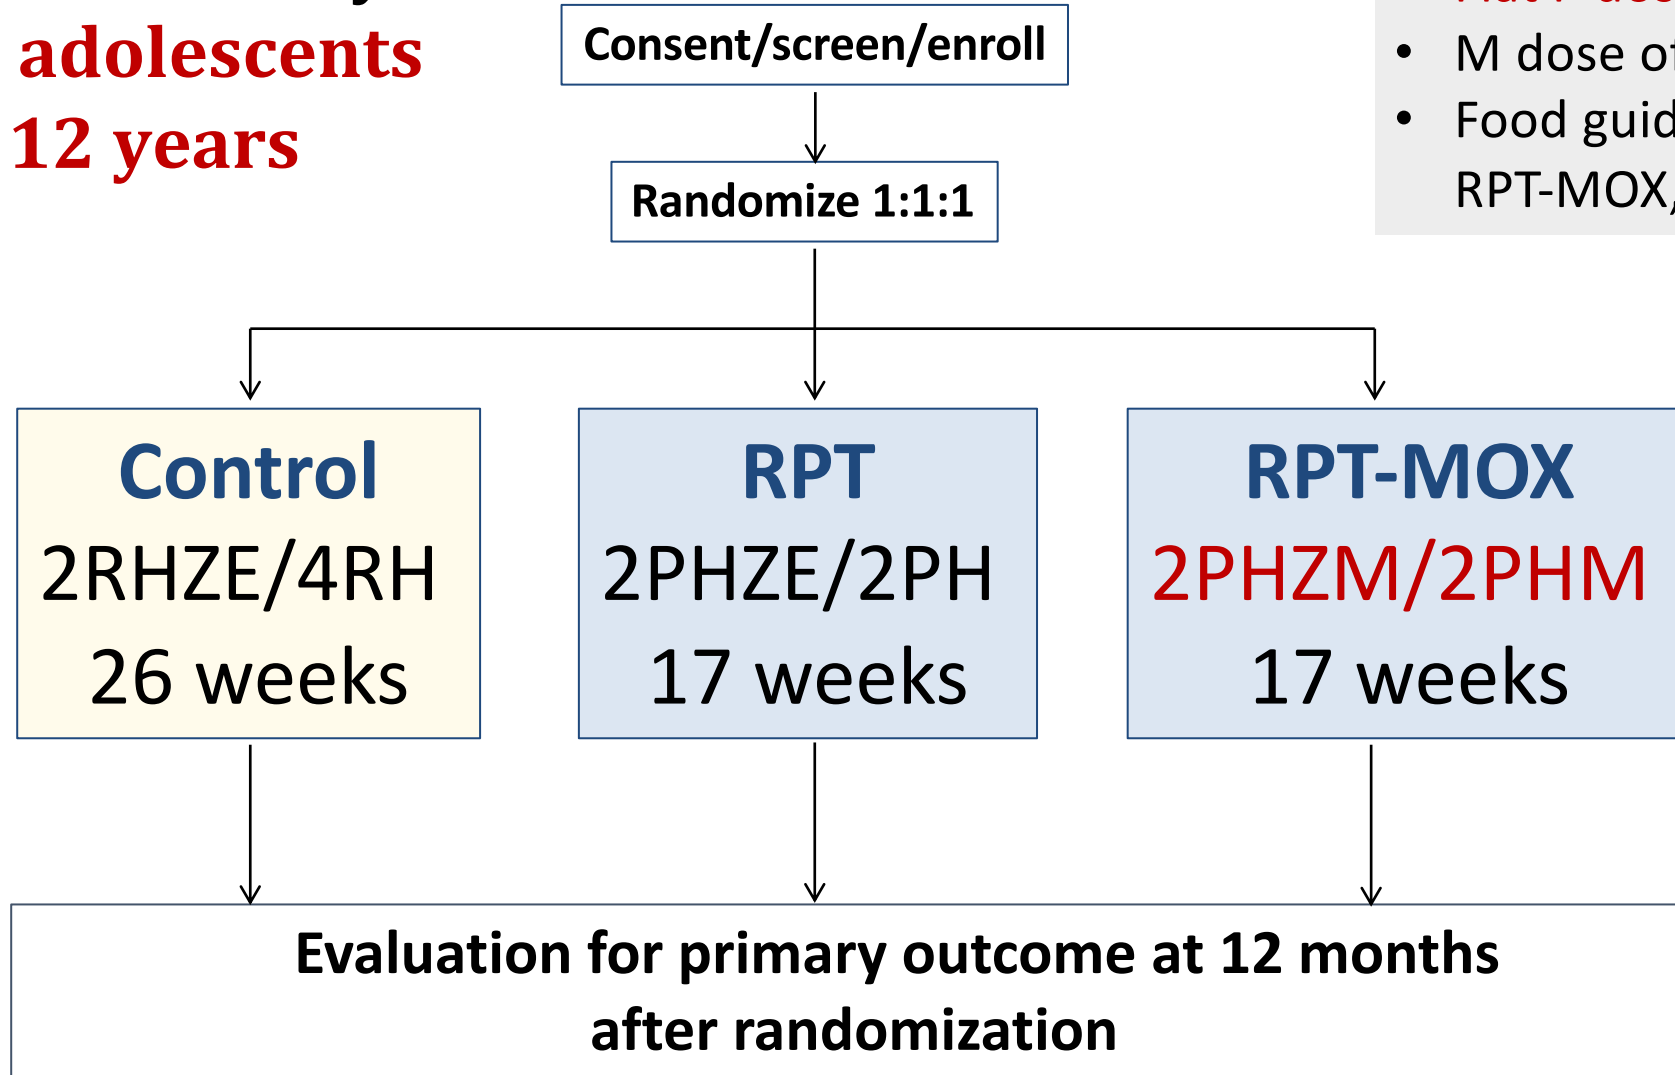 adolescents
12 years
Consent/screen/enroll
Randomize 1:1:1
• M dose
• Food
RPT-MOX,
Control
2RHZE/4RH
26 weeks
RPT
2PHZE/2PH
17 weeks
RPT-MOX
2PHZM/2PHM
17 weeks
Evaluation for primary outcome at 12 months
after randomization